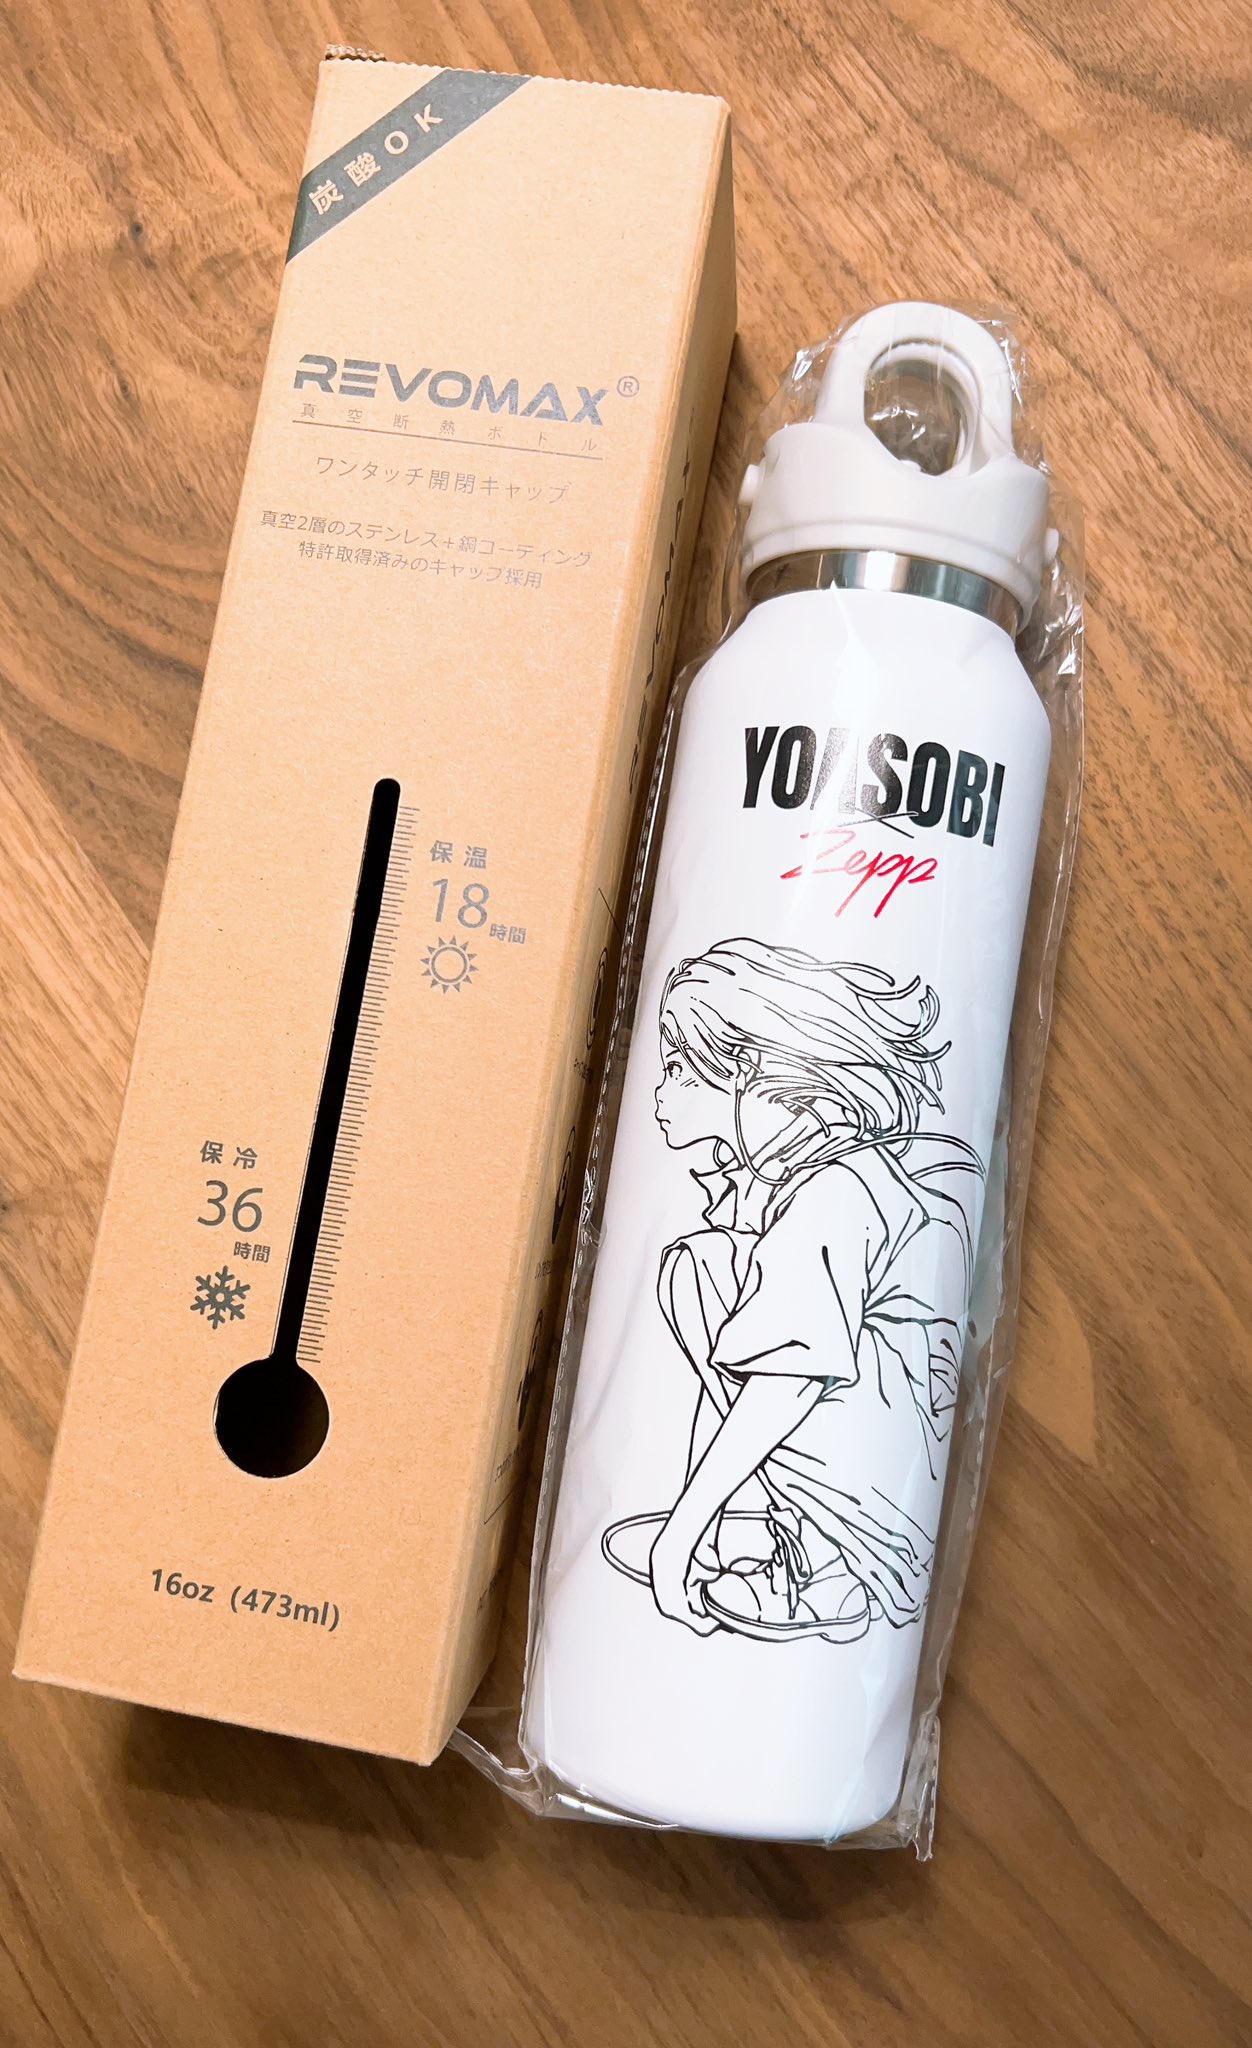 炭酸OK
REVOMAX®
真空断熱ボトル
ワンタッチ開閉キャップ
真空2層のステンレス+銅コーティング
特許取得済みのキャップ採用
保温
18時間
保冷
36
時間
16oz (473ml)
YOASOBI
×
Zepp